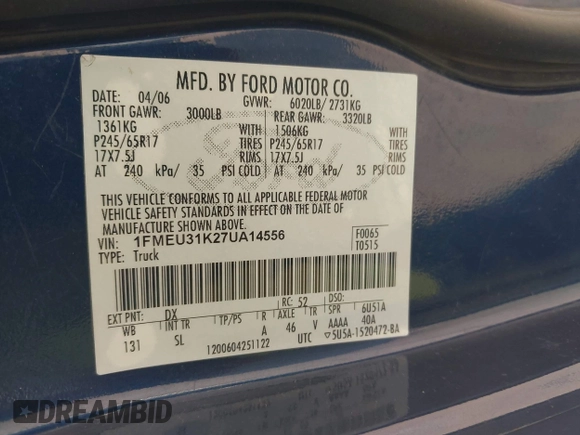 MFD. BY FORD MOTOR CO.
DATE: 04/06 GVWR: 6020LB/ 2731KG
FRONT GAWR: 3000LB REAR GAWR: 3320LB
1361KG WITH 1506KG WITH
P245/65R17 TIRES P245/65R17 TIRES
17X7.5J RIMS 17X7.5J RIMS
AT 240 kPa/ 35 PSI COLD AT 240 kPa/ 35 PSI COLD
Ford
THIS VEHICLE CONFORMS TO ALL APPLICABLE FEDERAL MOTOR
VEHICLE SAFETY STANDARDS IN EFFECT ON THE DATE OF
MANUFACTURE SHOWN ABOVE.
VIN: 1FMEU31K27UA14556 F0065
TYPE: Truck T0515
EXT PNT: DX RC: 52 DSO: 6U51A
WB INT TR TP/PS R AXLE TR SPR 40A
131 SL A 46 V AAAA
1200604251122 UTC ▽5U5A-1520472-BA
DREAMBID